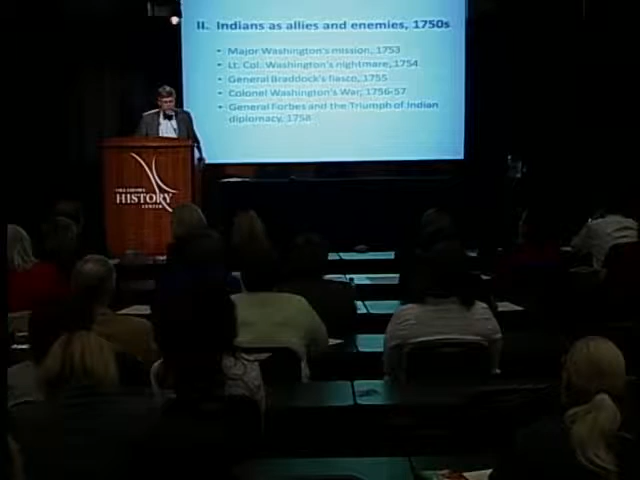 II. Indians as allies and enemies, 1750s
• Major Washington's mission, 1753
• Lt. Col. Washington's nightmare, 1754
• General Braddock's fiasco, 1755
• Colonel Washington's War, 1756-57
• General Forbes and the Triumph of Indian
diplomacy, 1758
HISTORY
CENTER